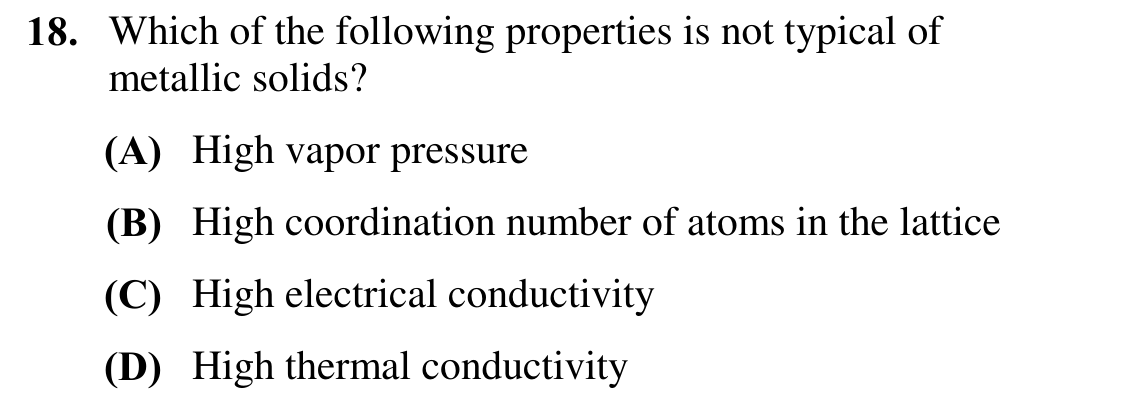 18. Which of the following properties is not typical of
metallic solids?
(A) High vapor pressure
(B) High coordination number of atoms in the lattice
(C) High electrical conductivity
(D) High thermal conductivity